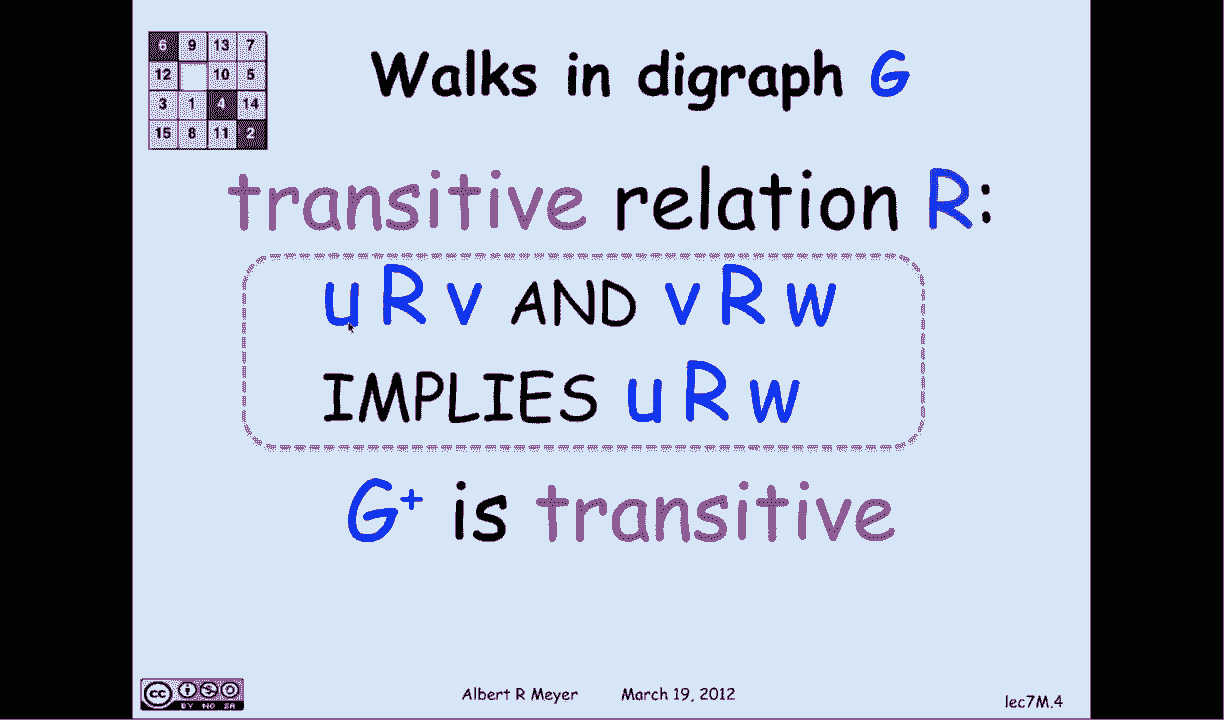 6 9 13 7
12 10 5
3 1 4 14
15 8 11 2
Walks in digraph G
transitive relation R:
u R v AND v R w
IMPLIES u R w
G⁺ is transitive
cc
BY NC SA
Albert R Meyer March 19, 2012
lec7M.4